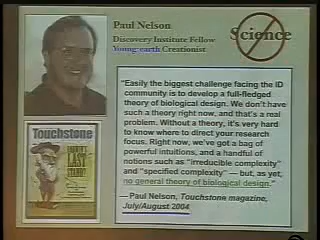 Paul Nelson
Discovery Institute Fellow
Young-earth Creationist
Science
"Easily the biggest challenge facing the ID
community is to develop a full-fledged
theory of biological design. We don't have
such a theory right now, and that's a real
problem. Without a theory, it's very hard
to know where to direct your research
focus. Right now, we've got a bag of
powerful intuitions, and a handful of
notions such as "irreducible complexity"
and "specified complexity" — but, as yet,
no general theory of biological design."
— Paul Nelson, Touchstone magazine,
July/August 2004
Touchstone